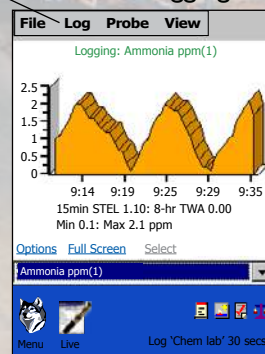 File Log Probe View
Logging: Ammonia ppm(1)
2.5
2
1.5
1
0.5
0
9:14 9:19 9:25 9:29 9:35
15min STEL 1.10: 8-hr TWA 0.00
Min 0.1: Max 2.1 ppm
Options Full Screen Select
Ammonia ppm(1)
Menu Live Log 'Chem lab' 30 secs